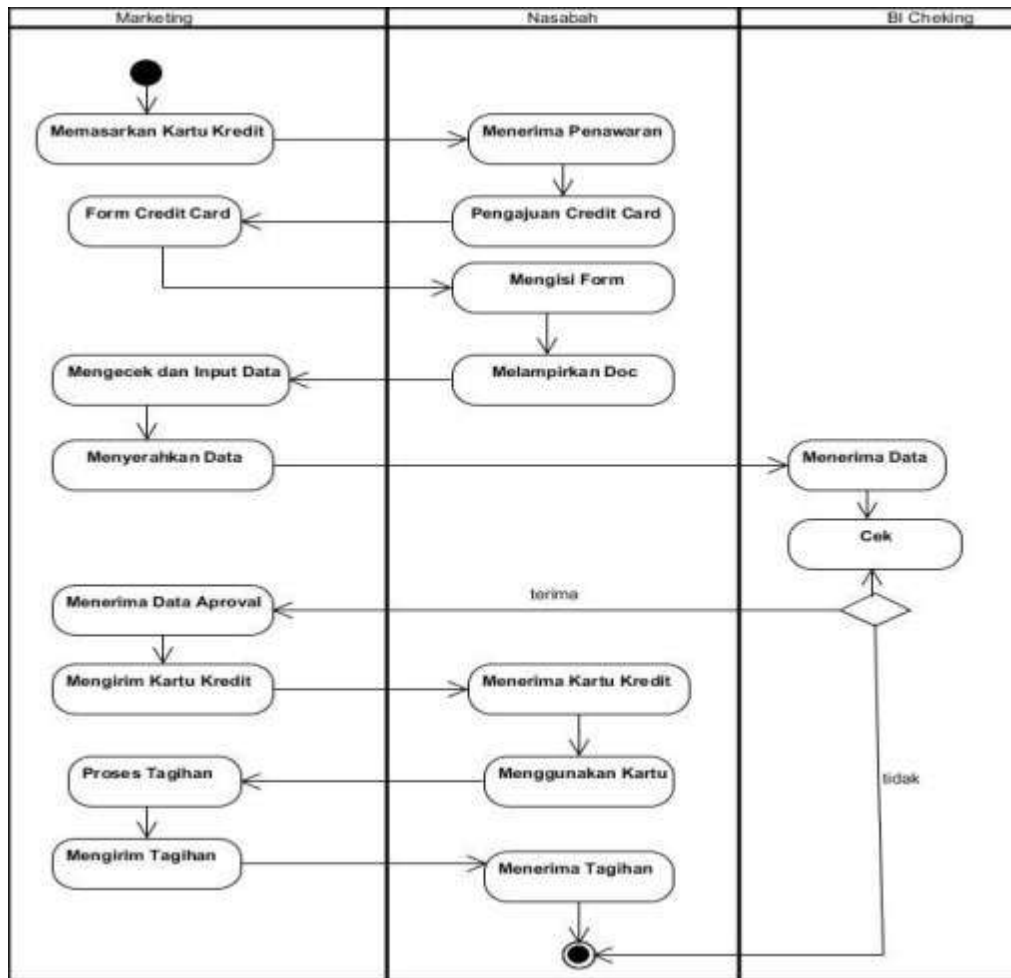 Marketing
Nasabah
BI Cheking
Memasarkan Kartu Kredit
Menerima Penawaran
Form Credit Card
Pengajuan Credit Card
Mengisi Form
Mengecek dan Input Data
Melampirkan Doc
Menyerahkan Data
Menerima Data
Cek
Menerima Data Aproval
terima
Mengirim Kartu Kredit
Menerima Kartu Kredit
Proses Tagihan
Menggunakan Kartu
tidak
Mengirim Tagihan
Menerima Tagihan